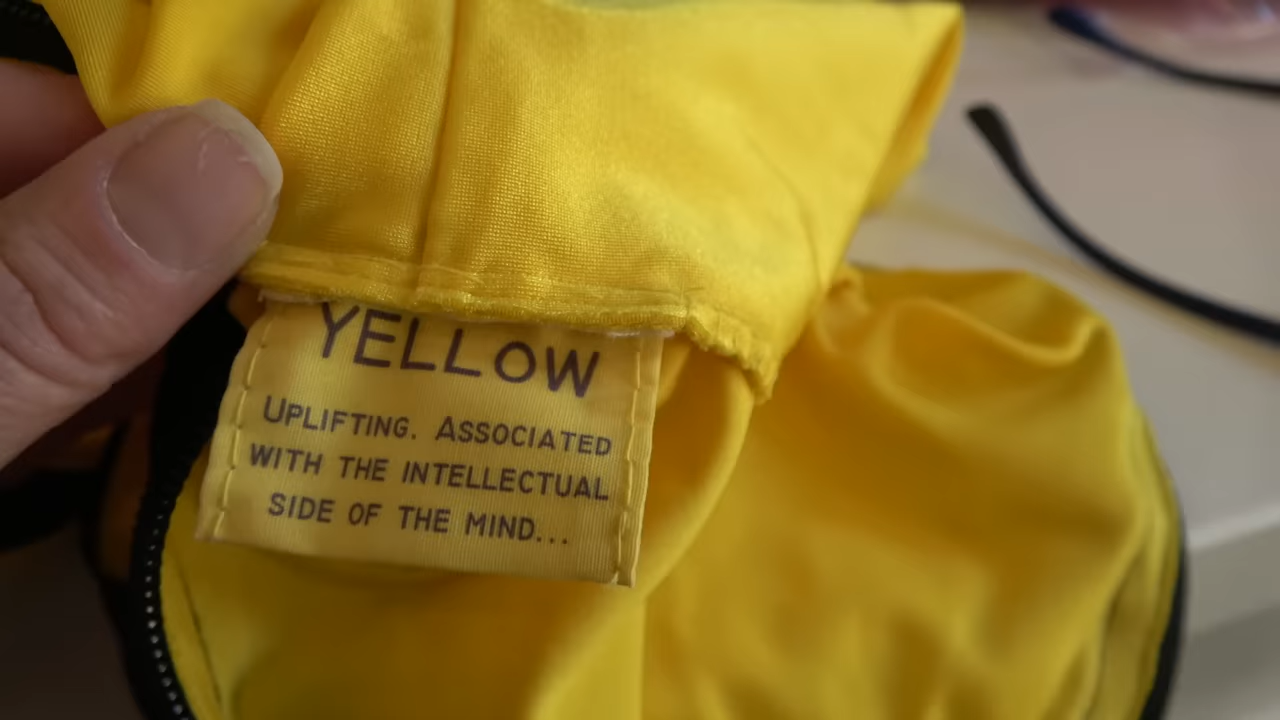 YELLOW
UPLIFTING. ASSOCIATED
WITH THE INTELLECTUAL
SIDE OF THE MIND...